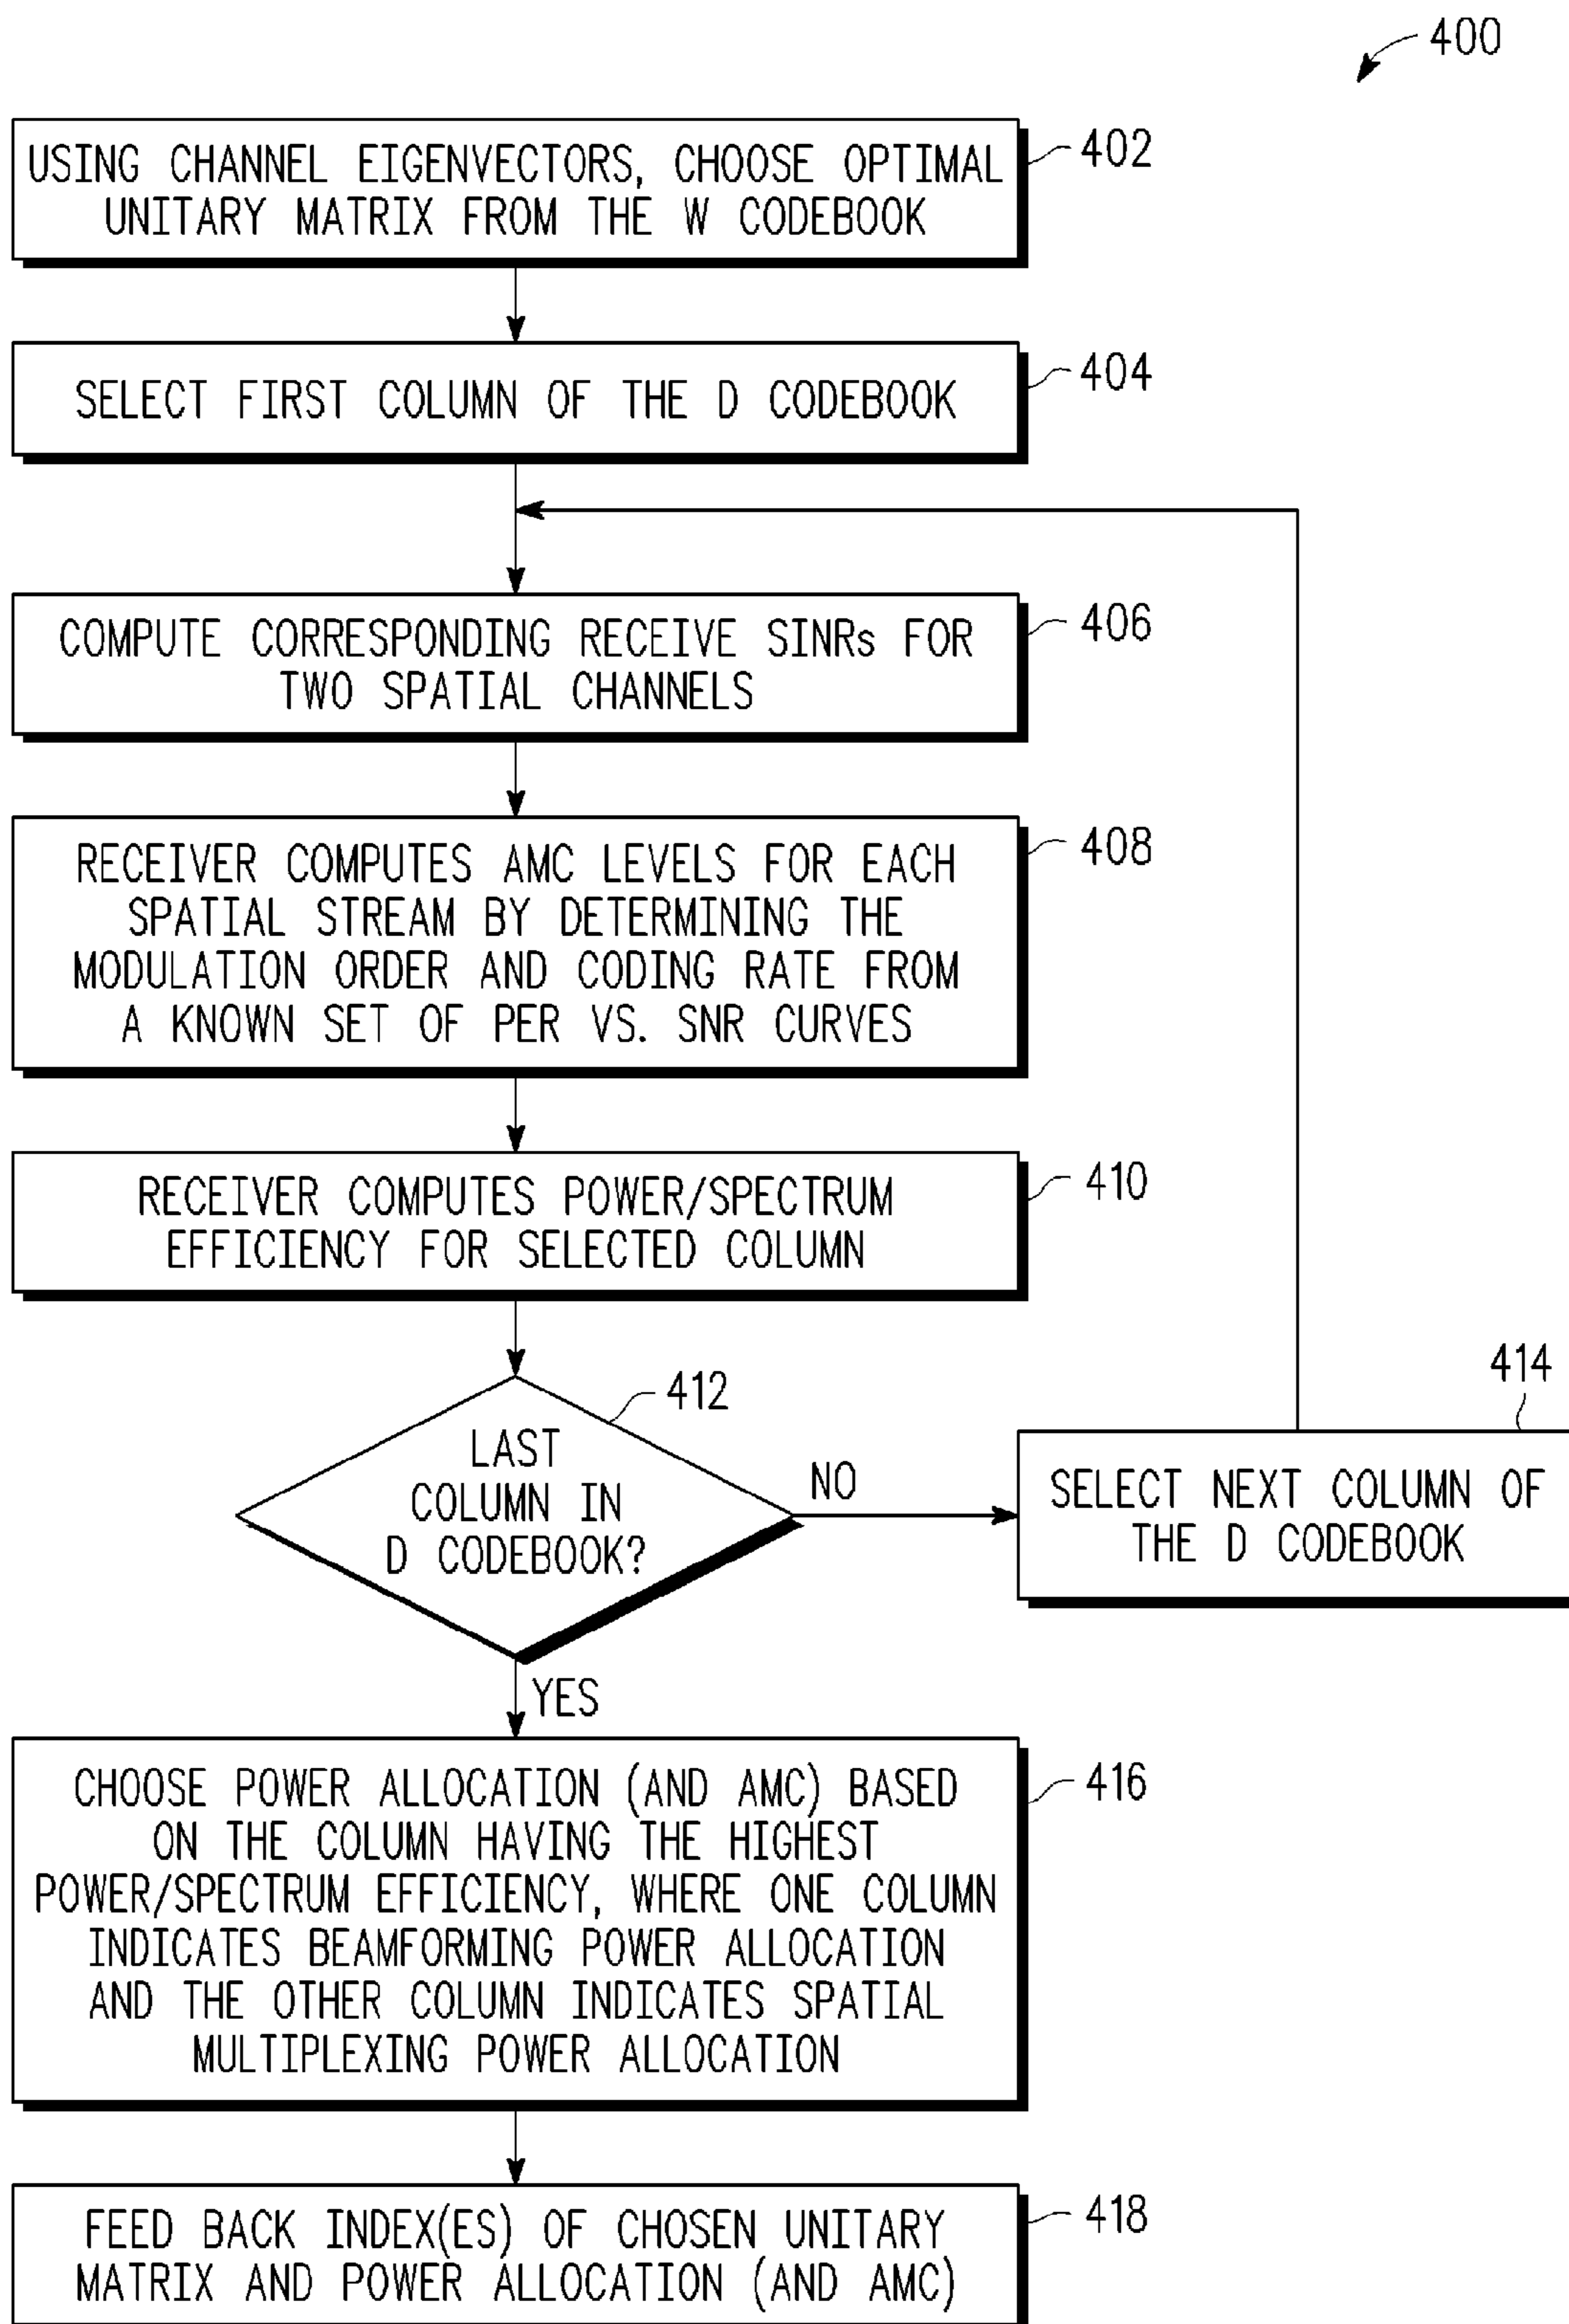 400
USING CHANNEL EIGENVECTORS, CHOOSE OPTIMAL
UNITARY MATRIX FROM THE W CODEBOOK
402
SELECT FIRST COLUMN OF THE D CODEBOOK
404
COMPUTE CORRESPONDING RECEIVE SINRs FOR
TWO SPATIAL CHANNELS
406
RECEIVER COMPUTES AMC LEVELS FOR EACH
SPATIAL STREAM BY DETERMINING THE
MODULATION ORDER AND CODING RATE FROM
A KNOWN SET OF PER VS. SNR CURVES
408
RECEIVER COMPUTES POWER/SPECTRUM
EFFICIENCY FOR SELECTED COLUMN
410
LAST
COLUMN IN
D CODEBOOK?
412
NO
SELECT NEXT COLUMN OF
THE D CODEBOOK
414
YES
CHOOSE POWER ALLOCATION (AND AMC) BASED
ON THE COLUMN HAVING THE HIGHEST
POWER/SPECTRUM EFFICIENCY, WHERE ONE COLUMN
INDICATES BEAMFORMING POWER ALLOCATION
AND THE OTHER COLUMN INDICATES SPATIAL
MULTIPLEXING POWER ALLOCATION
416
FEED BACK INDEX(ES) OF CHOSEN UNITARY
MATRIX AND POWER ALLOCATION (AND AMC)
418